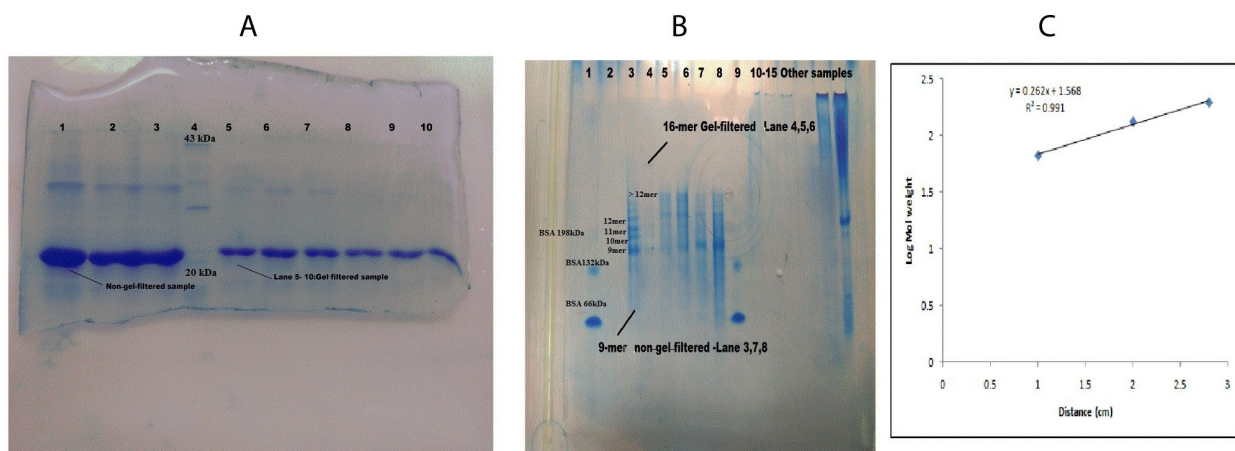 A
1 2 3 4 5 6 7 8 9 10
43 kDa
20 kDa
Non-gel-filtered sample
Lane 5- 10:Gel-filtered sample
B
1 2 3 4 5 6 7 8 9 10-15 Other samples
16-mer Gel-filtered -Lane 4,5,6
> 12mer
12mer
BSA 198kDa
11mer
10mer
9mer
BSA132kDa
BSA 66kDa
9-mer non-gel-filtered -Lane 3,7,8
C
2.5
y = 0.262x + 1.568
R² = 0.991
2
1.5
1
0.5
0
Log Mol weight
0 0.5 1 1.5 2 2.5 3
Distance (cm)